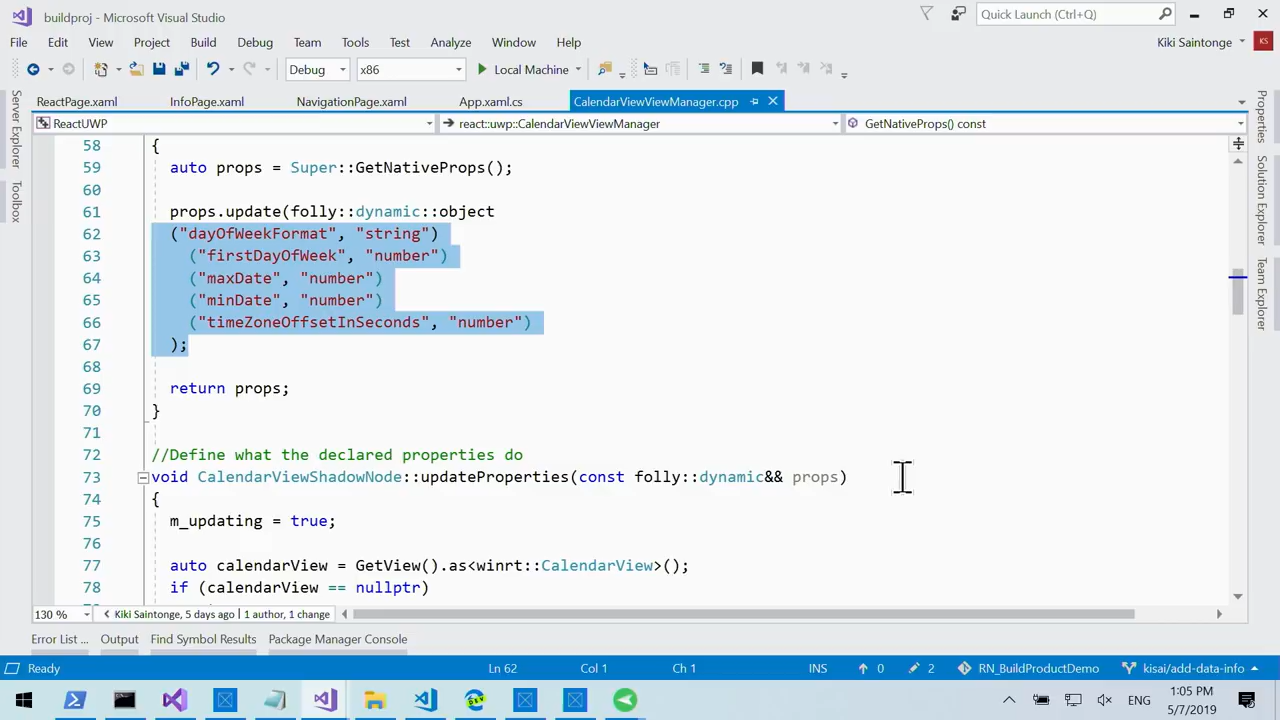 buildproj - Microsoft Visual Studio
Quick Launch (Ctrl+Q)
File Edit View Project Build Debug Team Tools Test Analyze Window Help
Kiki Saintonge KS
Debug x86 Local Machine
ReactPage.xaml InfoPage.xaml NavigationPage.xaml App.xaml.cs CalendarViewViewManager.cpp
ReactUWP react::uwp::CalendarViewViewManager GetNativeProps() const
Server Explorer
Toolbox
Properties
Solution Explorer
Team Explorer
58 {
59 auto props = Super::GetNativeProps();
60
61 props.update(folly::dynamic::object
62 ("dayOfWeekFormat", "string")
63 ("firstDayOfWeek", "number")
64 ("maxDate", "number")
65 ("minDate", "number")
66 ("timeZoneOffsetInSeconds", "number")
67 );
68
69 return props;
70 }
71
72 //Define what the declared properties do
73 void CalendarViewShadowNode::updateProperties(const folly::dynamic&& props)
74 {
75 m_updating = true;
76
77 auto calendarView = GetView().as<winrt::CalendarView>();
78 if (calendarView == nullptr)
130 % Kiki Saintonge, 5 days ago | 1 author, 1 change
Error List ... Output Find Symbol Results Package Manager Console
Ready Ln 62 Col 1 Ch 1 INS 0 2 RN_BuildProductDemo kisai/add-data-info
DEV
ENG 1:05 PM
5/7/2019